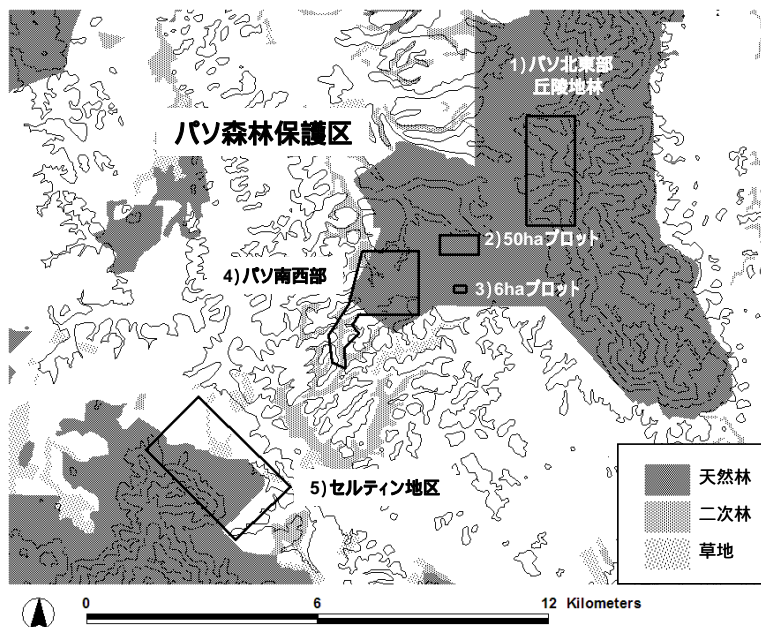 1)パソ北東部
丘陵地林
パソ森林保護区
2)50haプロット
4)パソ南西部
3)6haプロット
5)セルティン地区
天然林
二次林
草地
0 6 12 Kilometers